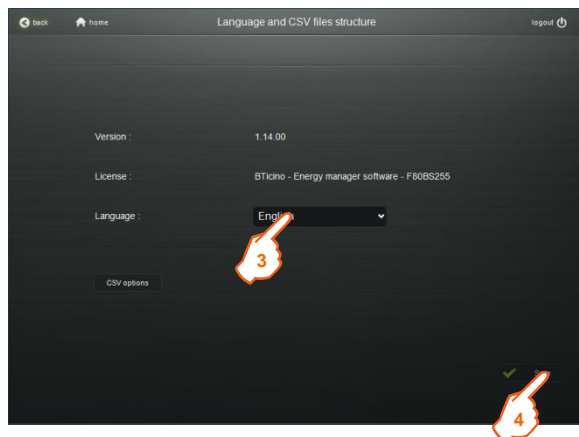 back home Language and CSV files structure logout
Version : 1.14.00
License : BTicino - Energy manager software - F80BS255
Language : English
3
CSV options
4